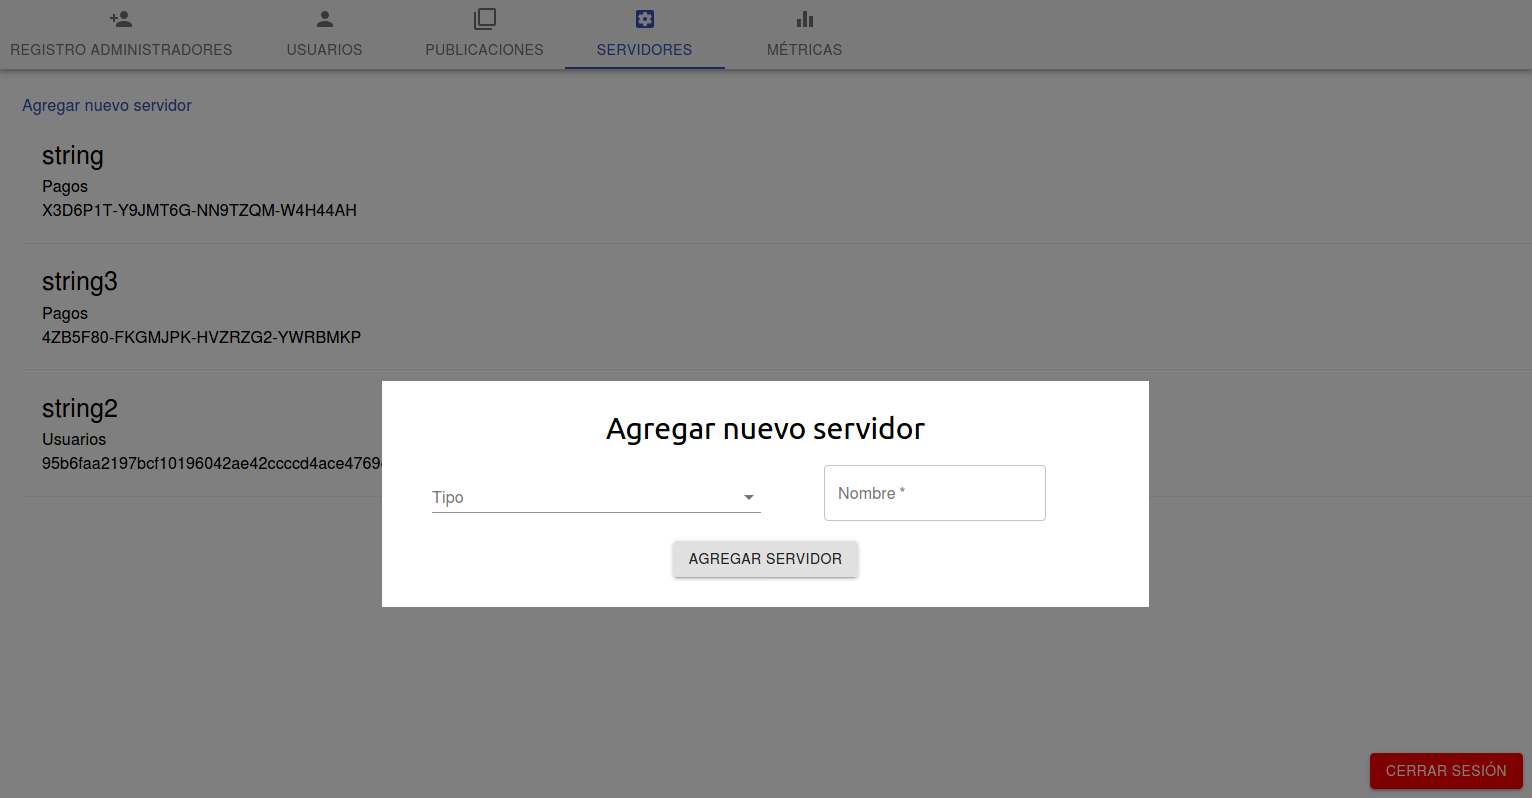 REGISTRO ADMINISTRADORES
USUARIOS
PUBLICACIONES
SERVIDORES
MÉTRICAS
Agregar nuevo servidor
string
Pagos
X3D6P1T-Y9JMT6G-NN9TZQM-W4H44AH
string3
Pagos
4ZB5F80-FKGMJPK-HVZRZG2-YWRBMKP
string2
Usuarios
95b6faa2197bcf10196042ae42ccccd4ace4769
Agregar nuevo servidor
Tipo
Nombre *
AGREGAR SERVIDOR
CERRAR SESIÓN